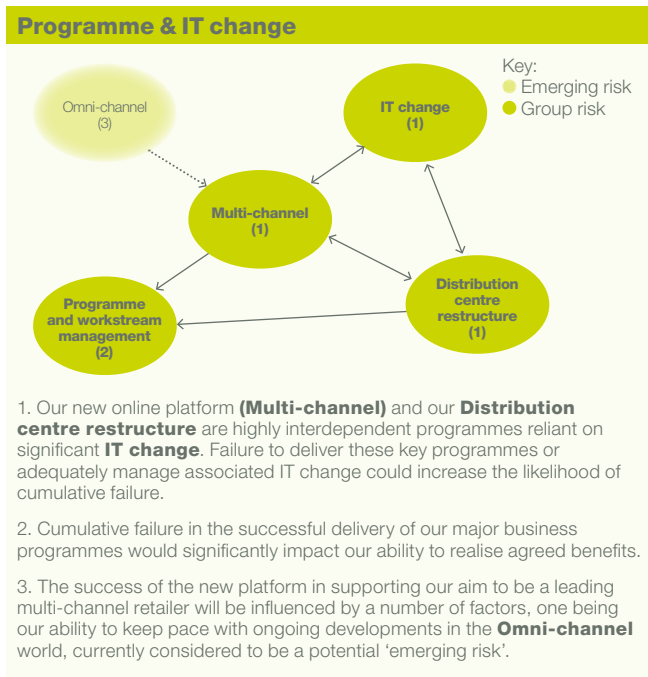 Programme & IT change
Key:
Emerging risk
Group risk
Omni-channel
(3)
IT change
(1)
Multi-channel
(1)
Distribution
centre
restructure
(1)
Programme
and workstream
management
(2)
1. Our new online platform (Multi-channel) and our Distribution
centre restructure are highly interdependent programmes reliant on
significant IT change. Failure to deliver these key programmes or
adequately manage associated IT change could increase the likelihood of
cumulative failure.
2. Cumulative failure in the successful delivery of our major business
programmes would significantly impact our ability to realise agreed benefits.
3. The success of the new platform in supporting our aim to be a leading
multi-channel retailer will be influenced by a number of factors, one being
our ability to keep pace with ongoing developments in the Omni-channel
world, currently considered to be a potential ‘emerging risk’.